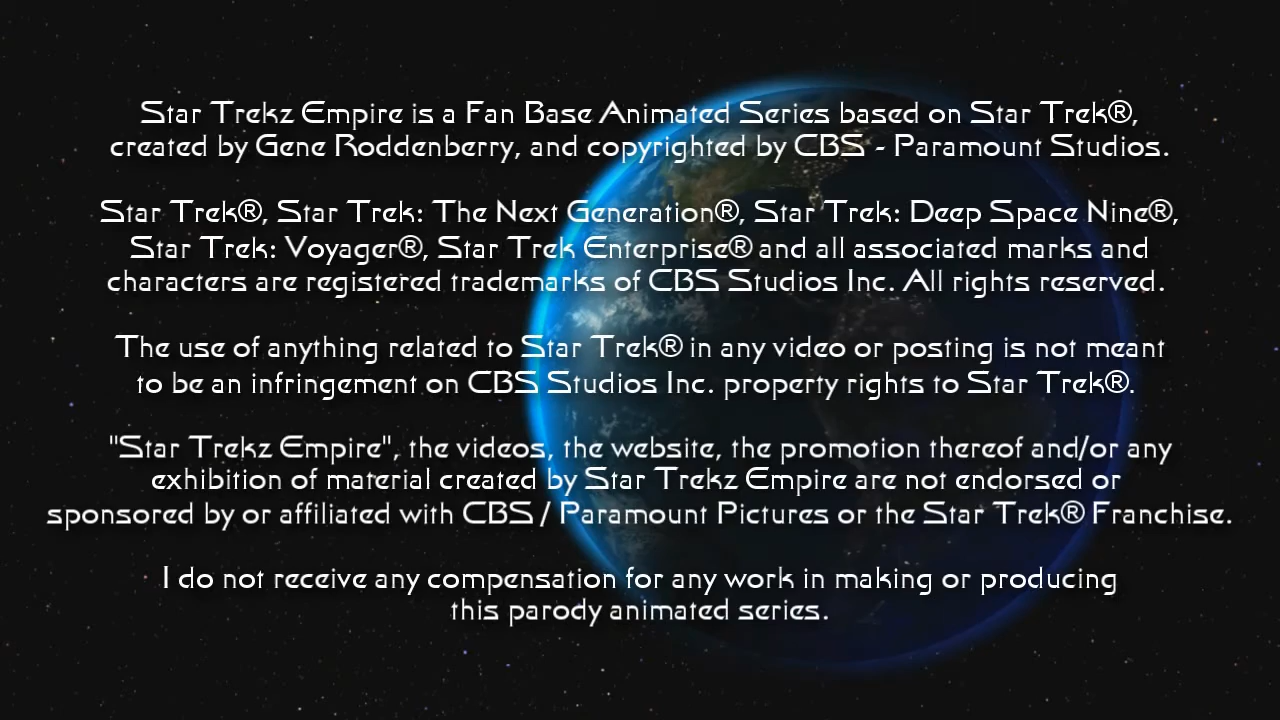 Star Trekz Empire is a Fan Base Animated Series based on Star Trek®,
created by Gene Roddenberry, and copyrighted by CBS - Paramount Studios.
Star Trek®, Star Trek: The Next Generation®, Star Trek: Deep Space Nine®,
Star Trek: Voyager®, Star Trek Enterprise® and all associated marks and
characters are registered trademarks of CBS Studios Inc. All rights reserved.
The use of anything related to Star Trek® in any video or posting is not meant
to be an infringement on CBS Studios Inc. property rights to Star Trek®.
"Star Trekz Empire", the videos, the website, the promotion thereof and/or any
exhibition of material created by Star Trekz Empire are not endorsed or
sponsored by or affiliated with CBS / Paramount Pictures or the Star Trek® Franchise.
I do not receive any compensation for any work in making or producing
this parody animated series.